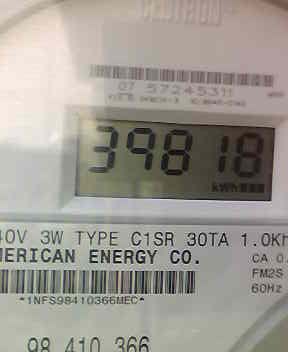 07 57245311
39818
kWh
40V 3W TYPE C1SR 30TA 1.0Kh
MERICAN ENERGY CO.
CA 0.
FM2S
60Hz
*1NFS98410366MEC*
98 410 366